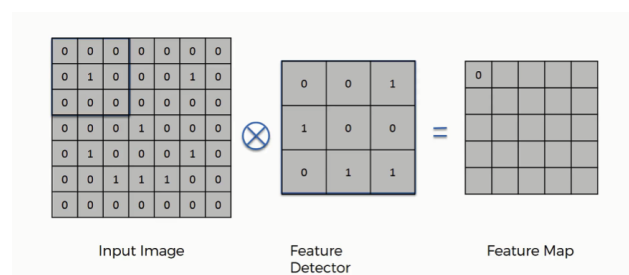 0 0 0 0 0 0 0
0 1 0 0 0 1 0
0 0 0 0 0 0 0
0 0 0 1 0 0 0
0 1 0 0 0 1 0
0 0 1 1 1 0 0
0 0 0 0 0 0 0
0 0 1
1 0 0
0 1 1
=
0
Input Image
Feature
Detector
Feature Map